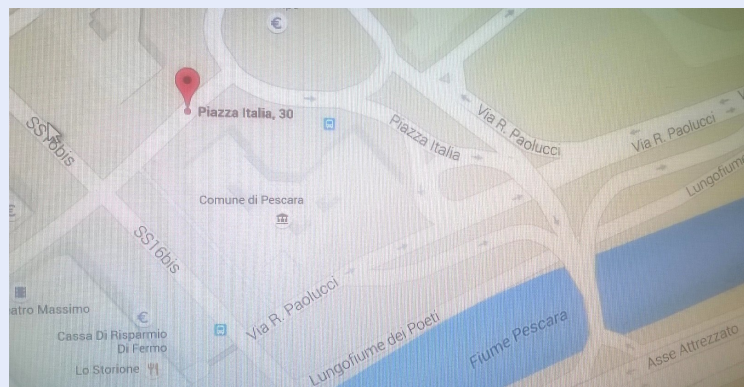 €
Piazza Italia, 30
Via R. Paolucci
Piazza Italia
Via R. Paolucci
SS16bis
Comune di Pescara
Lungofiume
€
SS16bis
Massimo
€
Via R. Paolucci
Cassa Di Risparmio
Di Fermo
Lungofiume dei Poeti
Fiume Pescara
Asse Attrezzato
Lo Storione